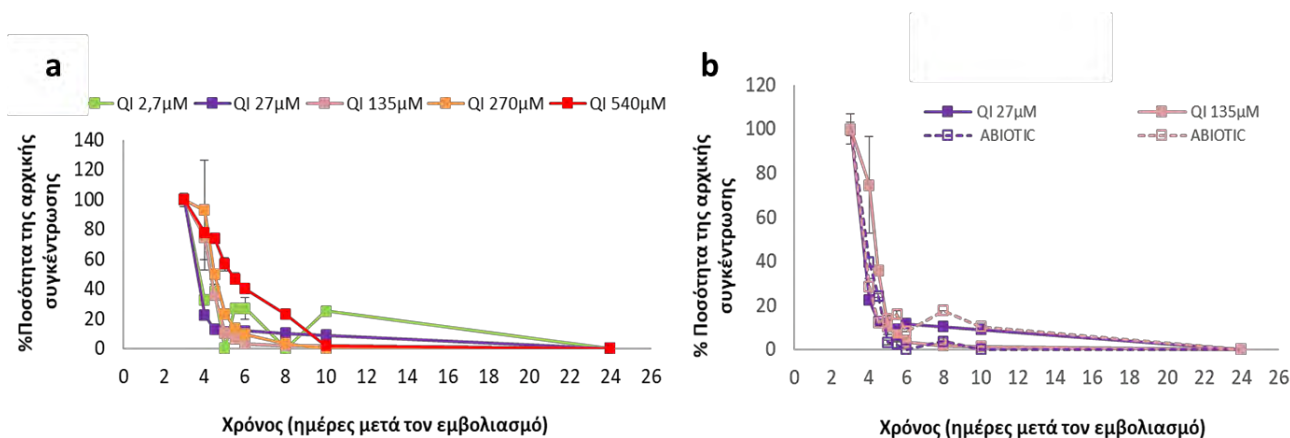 a
QI 2,7μM QI 27μM QI 135μM QI 270μM QI 540μM
%Ποσότητα της αρχικής
συγκέντρωσης
140
120
100
80
60
40
20
0
0 2 4 6 8 10 12 14 16 18 20 22 24 26
Χρόνος (ημέρες μετά τον εμβολιασμό)
b
QI 27μM QI 135μM
ABIOTIC ABIOTIC
% Ποσότητα της αρχικής
συγκέντρωσης
120
100
80
60
40
20
0
0 2 4 6 8 10 12 14 16 18 20 22 24 26
Χρόνος (ημέρες μετά τον εμβολιασμό)